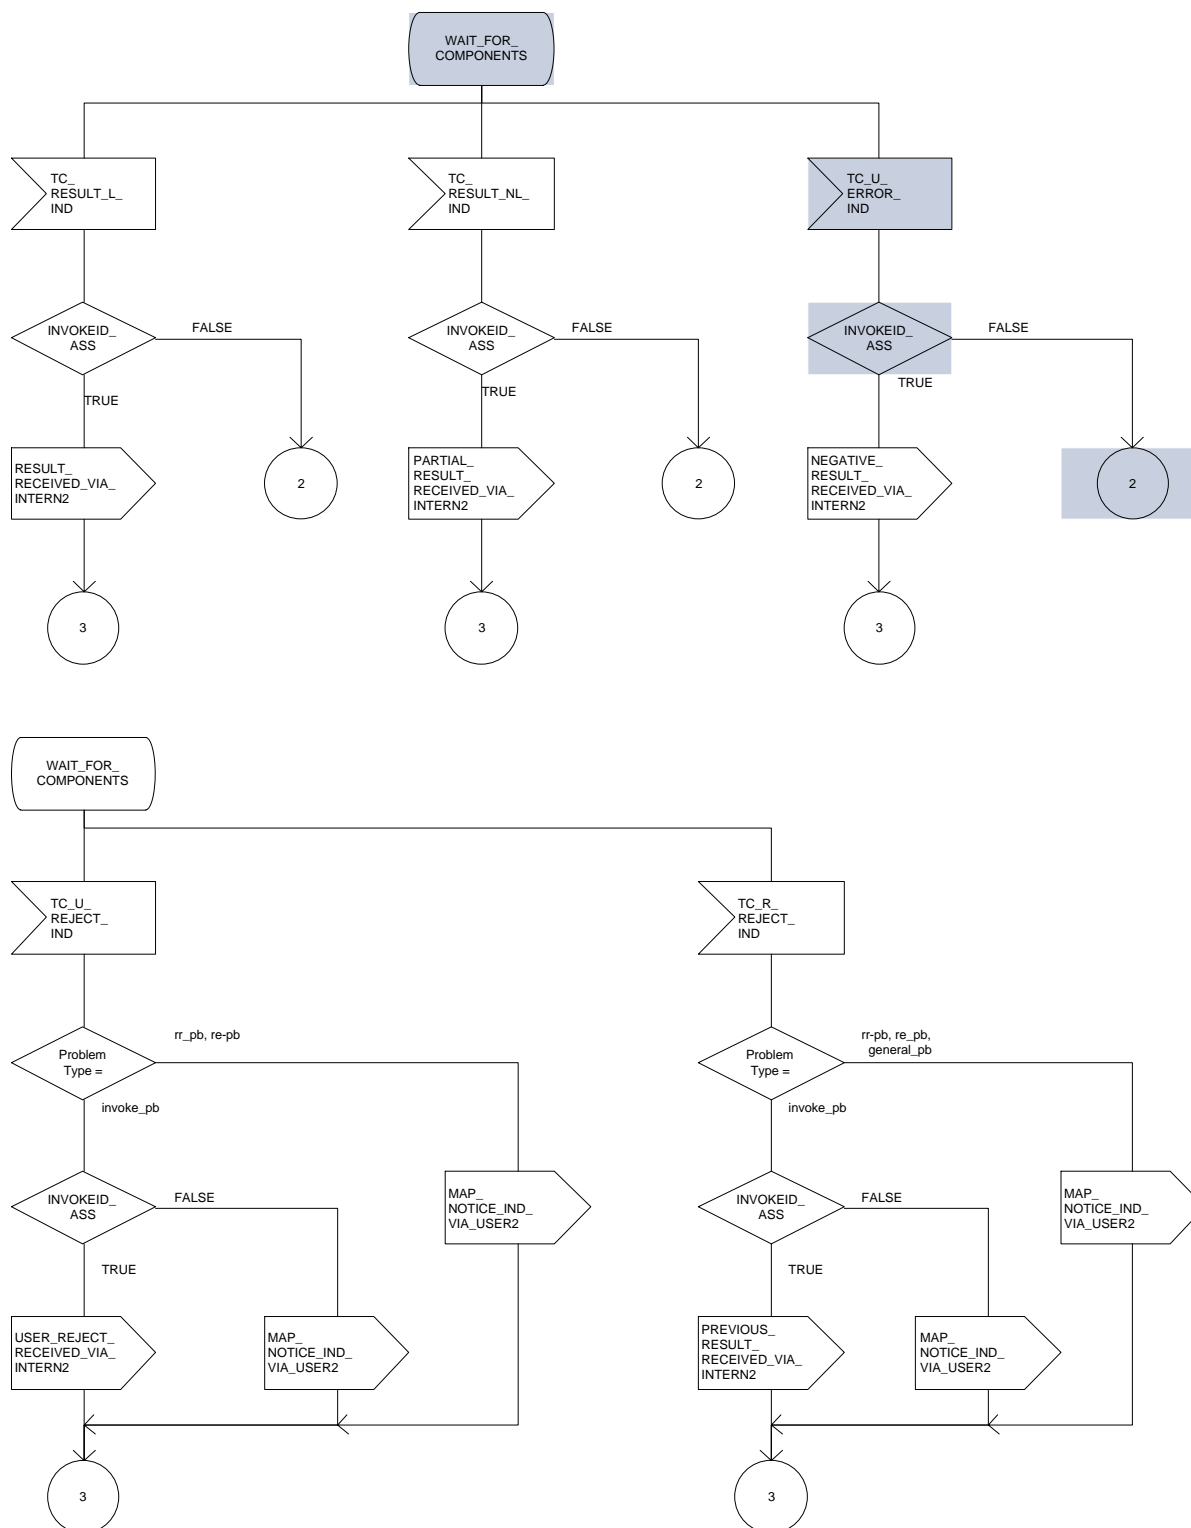 WAIT_FOR_
COMPONENTS
TC_
RESULT_L_
IND
TC_
RESULT_NL_
IND
TC_U_
ERROR_
IND
INVOKEID_
ASS
FALSE
TRUE
INVOKEID_
ASS
FALSE
TRUE
INVOKEID_
ASS
FALSE
TRUE
RESULT_
RECEIVED_VIA_
INTERN2
2
PARTIAL_
RESULT_
RECEIVED_VIA_
INTERN2
2
NEGATIVE_
RESULT_
RECEIVED_VIA_
INTERN2
2
3
3
3
WAIT_FOR_
COMPONENTS
TC_U_
REJECT_
IND
TC_R_
REJECT_
IND
Problem
Type =
rr_pb, re-pb
invoke_pb
Problem
Type =
rr-pb, re_pb,
general_pb
invoke_pb
INVOKEID_
ASS
FALSE
TRUE
MAP_
NOTICE_IND_
VIA_USER2
INVOKEID_
ASS
FALSE
TRUE
MAP_
NOTICE_IND_
VIA_USER2
USER_REJECT_
RECEIVED_VIA_
INTERN2
MAP_
NOTICE_IND_
VIA_USER2
PREVIOUS_
RESULT_
RECEIVED_VIA_
INTERN2
MAP_
NOTICE_IND_
VIA_USER2
3
3